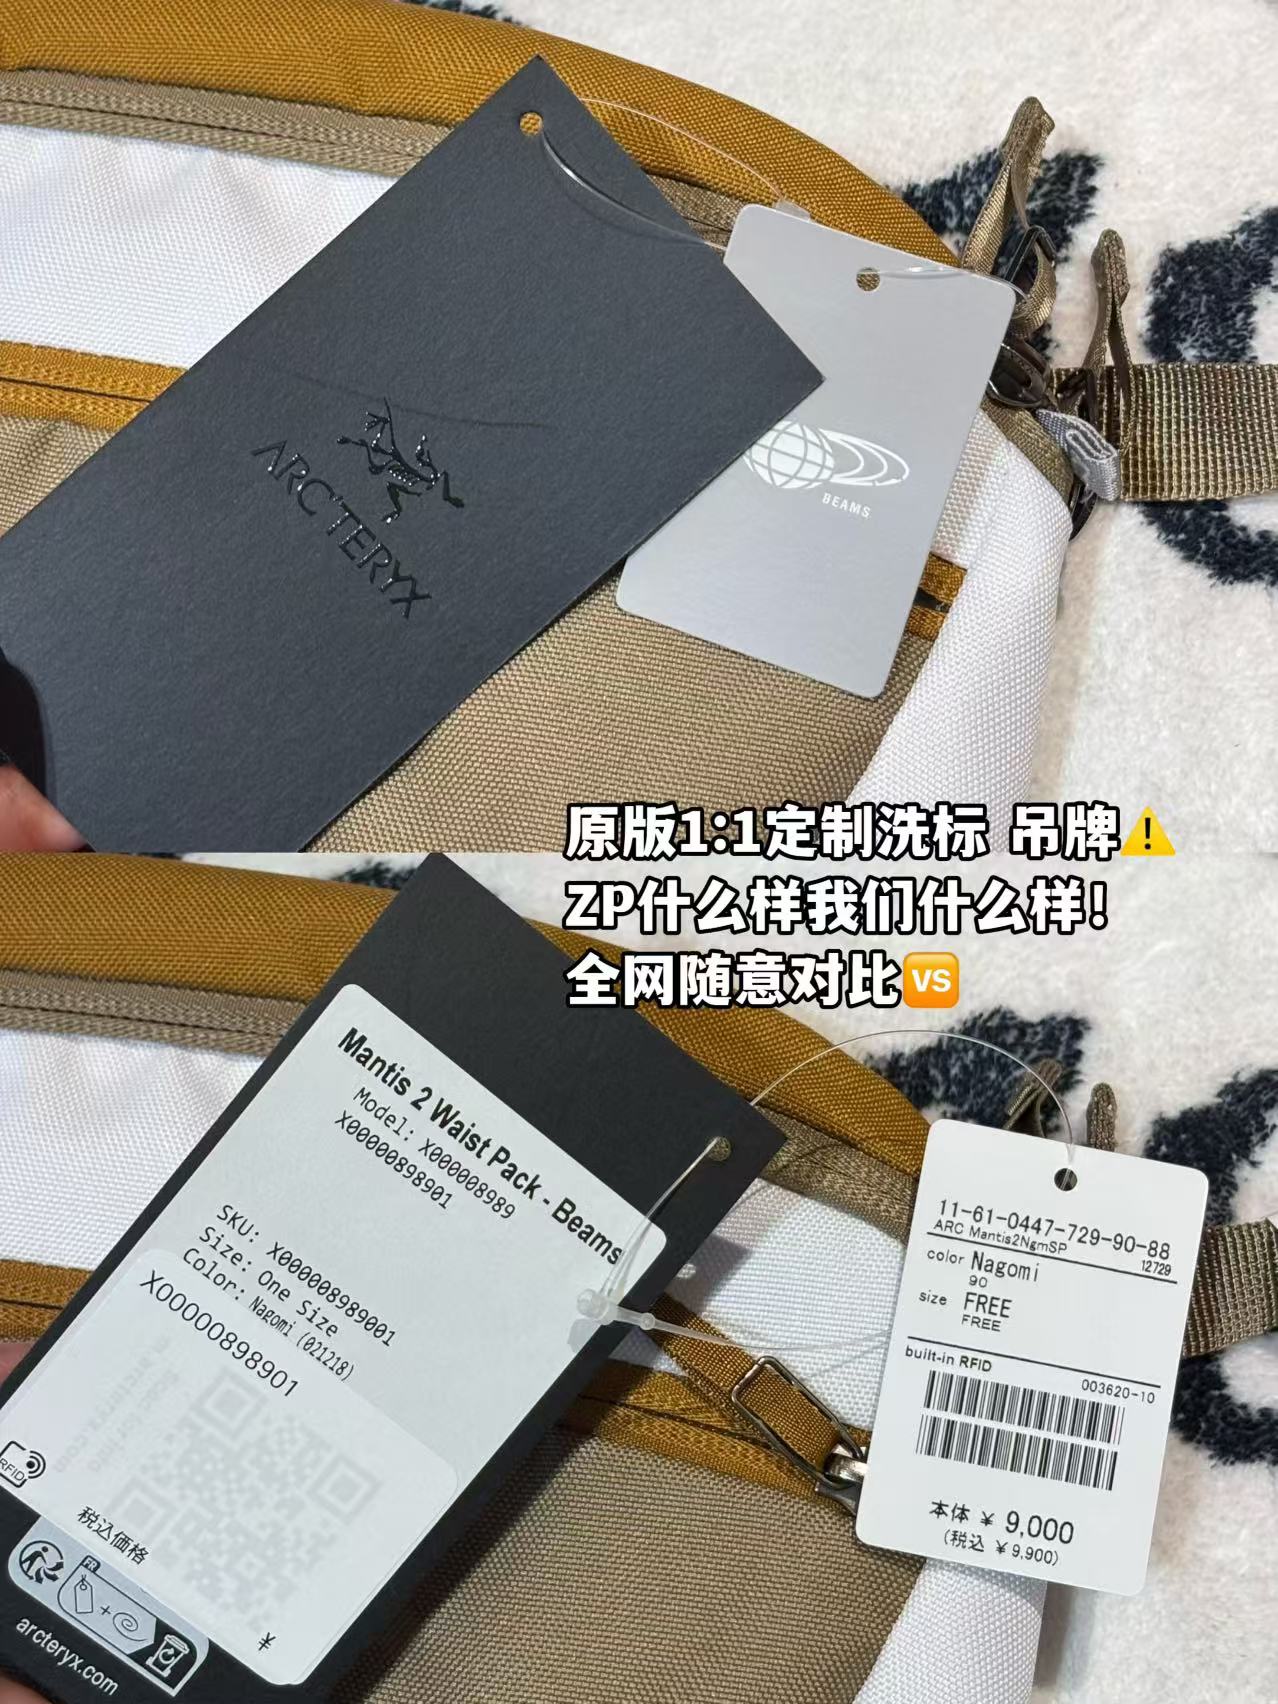 ARC'TERYX
BEAMS
原版1:1定制洗标 吊牌⚠️
ZP什么样我们什么样!
全网随意对比🆚
Mantis 2 Waist Pack - Beams
Model: X000008989
X00000898901
SKU: X000008989001
Size: One Size
Color: Nagomi (021218)
X00000898901
RFID
税込価格
¥
FR
arcteryx.com
11-61-0447-729-90-88
ARC Mantis2NgmSP
12729
color Nagomi
90
size FREE
FREE
built-in RFID
003620-10
本体 ¥ 9,000
(税込 ¥ 9,900)